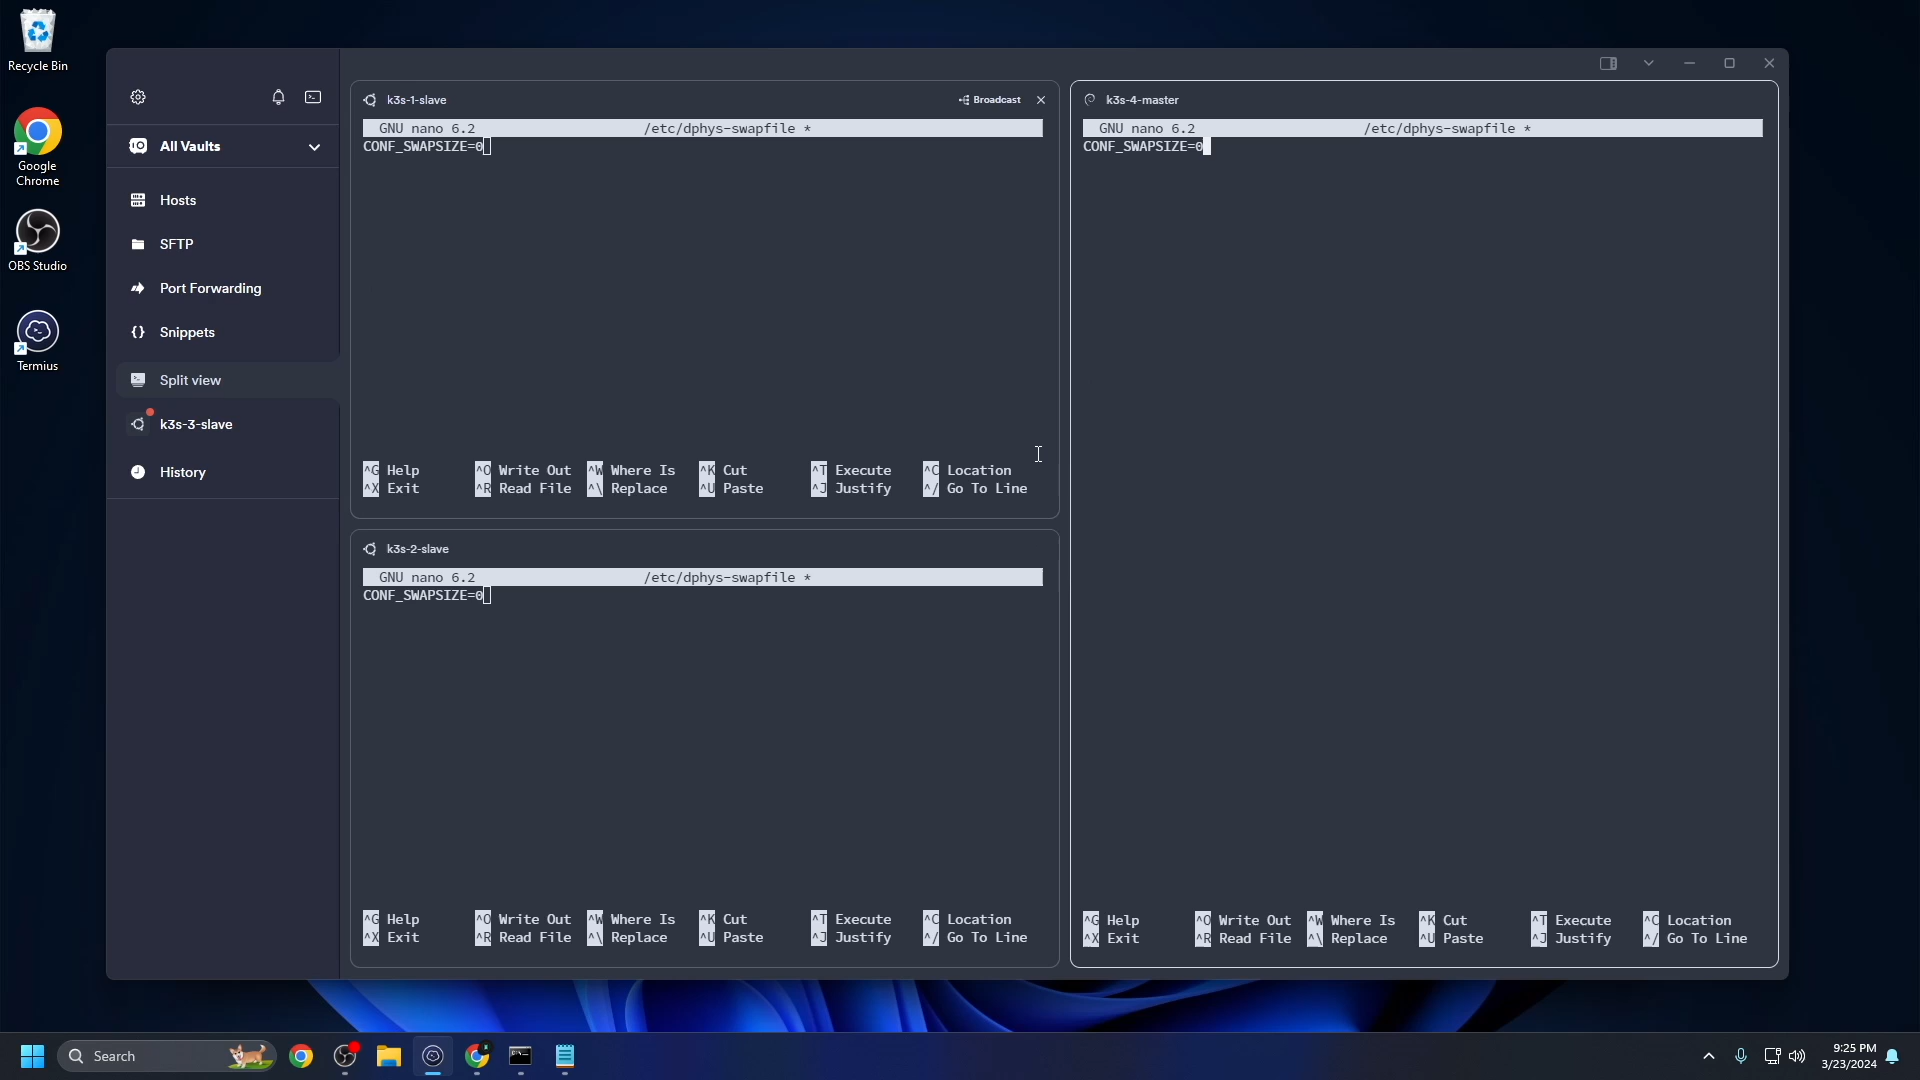 Recycle Bin
Google
Chrome
OBS Studio
Termius
All Vaults
Hosts
SFTP
Port Forwarding
Snippets
Split view
k3s-3-slave
History
k3s-1-slave
Broadcast
GNU nano 6.2 /etc/dphys-swapfile *
CONF_SWAPSIZE=0
^G Help ^O Write Out ^W Where Is ^K Cut ^T Execute ^C Location
^X Exit ^R Read File ^\ Replace ^U Paste ^J Justify ^/ Go To Line
k3s-2-slave
GNU nano 6.2 /etc/dphys-swapfile *
CONF_SWAPSIZE=0
^G Help ^O Write Out ^W Where Is ^K Cut ^T Execute ^C Location
^X Exit ^R Read File ^\ Replace ^U Paste ^J Justify ^/ Go To Line
k3s-4-master
GNU nano 6.2 /etc/dphys-swapfile *
CONF_SWAPSIZE=0
^G Help ^O Write Out ^W Where Is ^K Cut ^T Execute ^C Location
^X Exit ^R Read File ^\ Replace ^U Paste ^J Justify ^/ Go To Line
Search
9:25 PM
3/23/2024